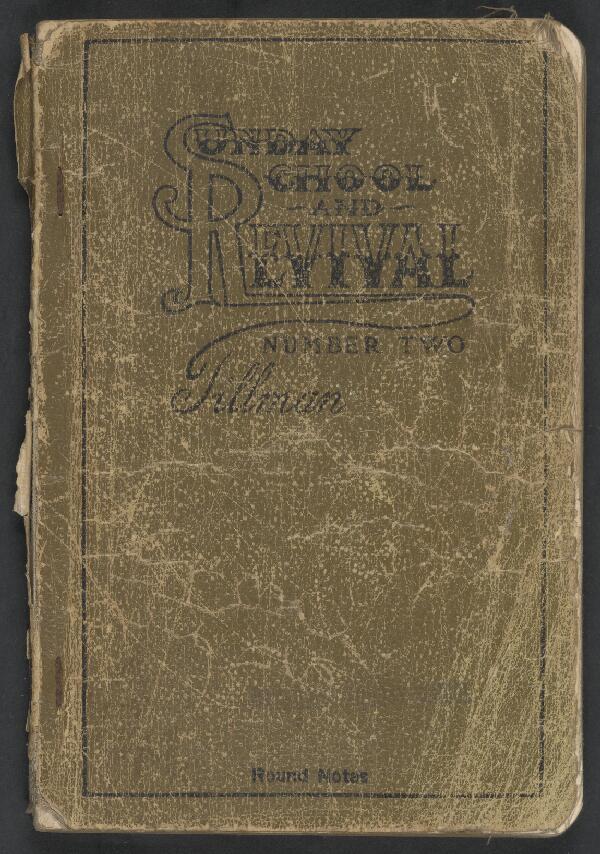 SUNDAY
SCHOOL
AND
REVIVAL
NUMBER TWO
Tillman
Round Notes